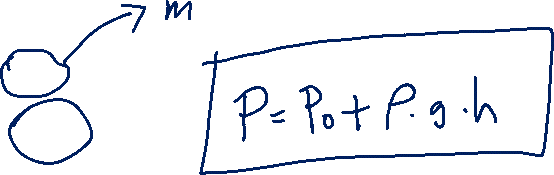 m
P = P₀ + ρ.g.h